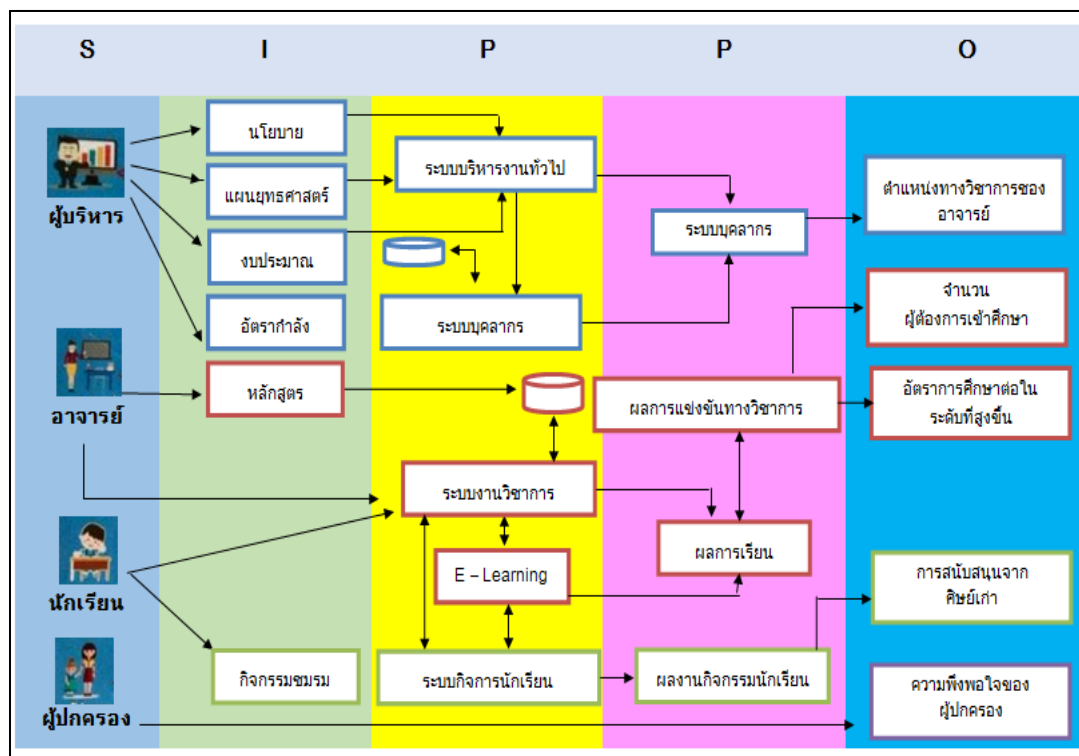 S I P P O
ผู้บริหาร
อาจารย์
นักเรียน
ผู้ปกครอง
นโยบาย
แผนยุทธศาสตร์
งบประมาณ
อัตรากำลัง
หลักสูตร
กิจกรรมชมรม
ระบบบริหารงานทั่วไป
ระบบบุคลากร
ระบบงานวิชาการ
E – Learning
ระบบกิจการนักเรียน
ระบบบุคลากร
ผลการแข่งขันทางวิชาการ
ผลการเรียน
ผลงานกิจกรรมนักเรียน
ตำแหน่งทางวิชาการของ
อาจารย์
จำนวน
ผู้ต้องการเข้าศึกษา
อัตราการศึกษาต่อใน
ระดับที่สูงขึ้น
การสนับสนุนจาก
ศิษย์เก่า
ความพึงพอใจของ
ผู้ปกครอง